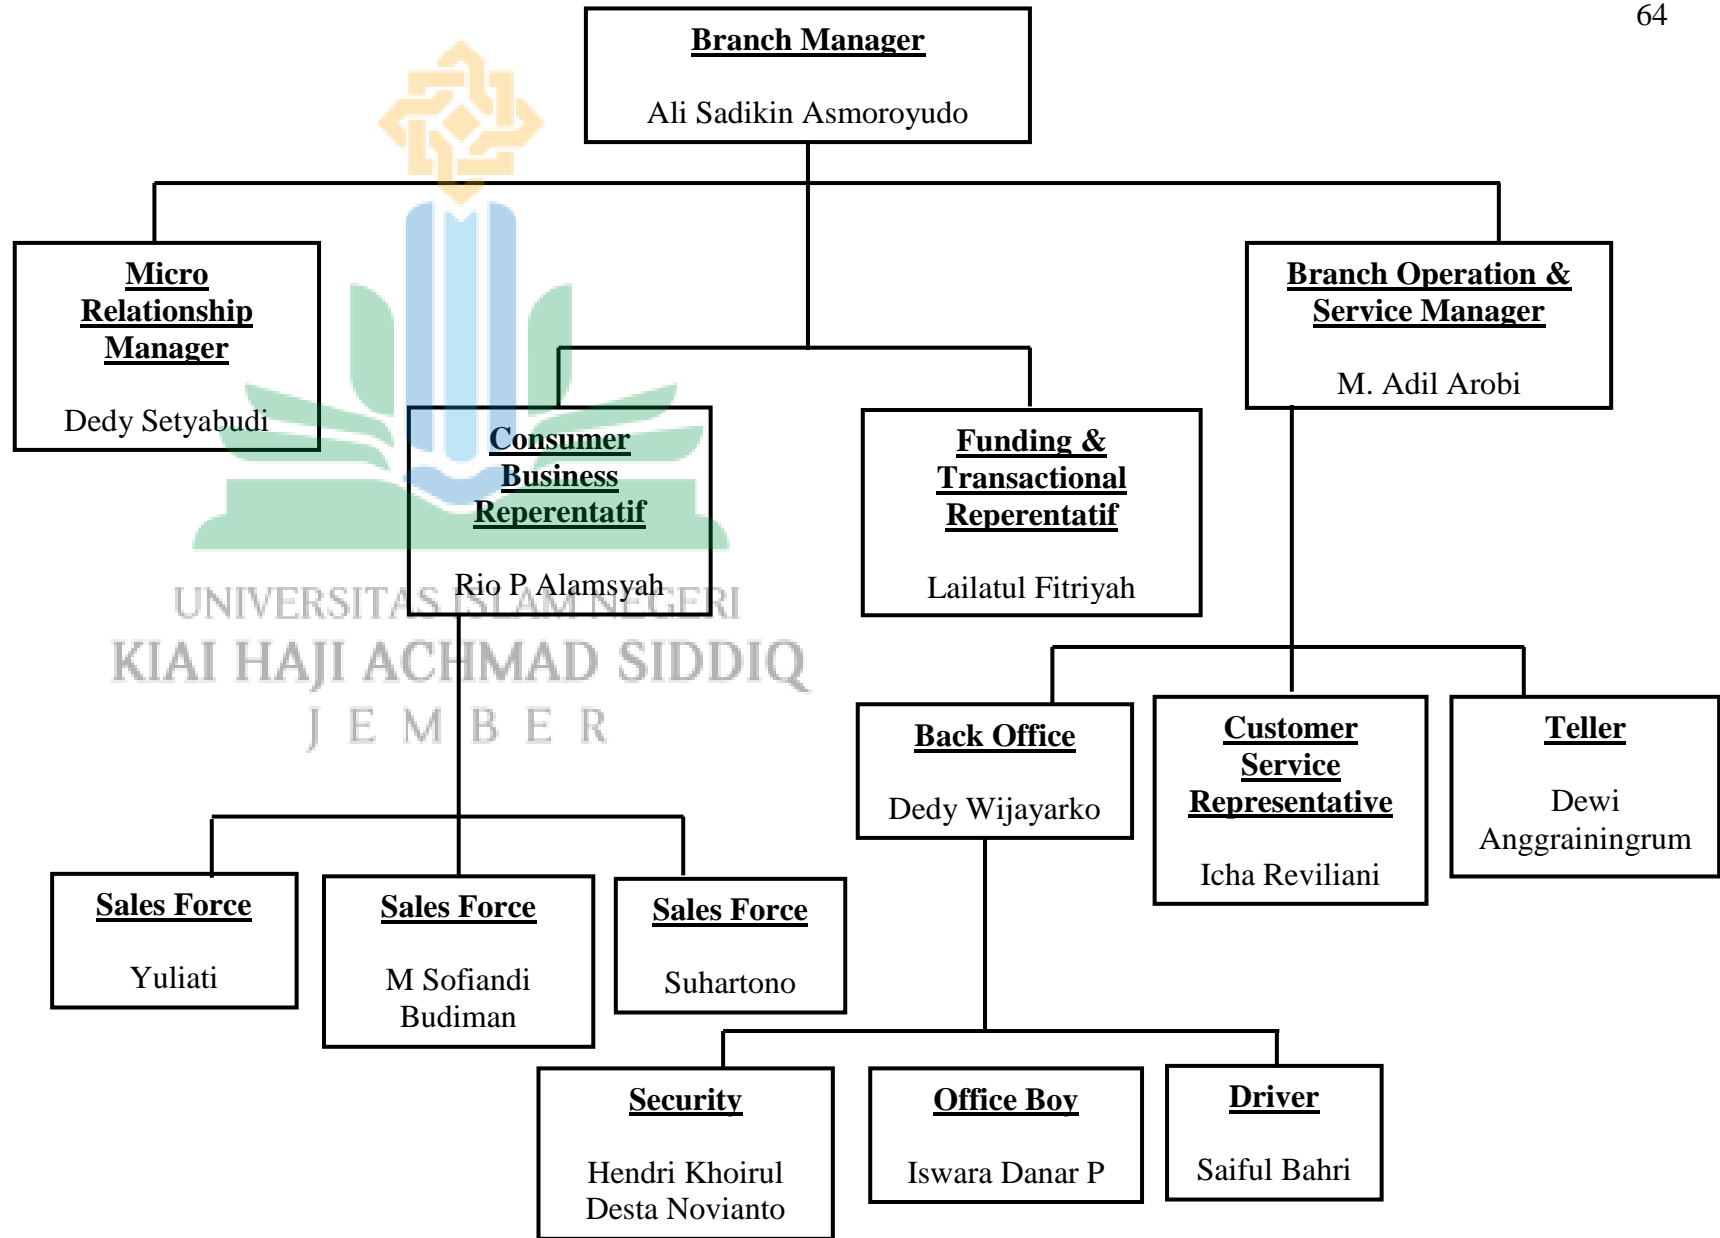 64
Branch Manager
Ali Sadikin Asmoroyudo
Micro
Relationship
Manager
Dedy Setyabudi
Branch Operation &
Service Manager
M. Adil Arobi
Consumer
Business
Reperentatif
Rio P Alamsyah
Funding &
Transactional
Reperentatif
Lailatul Fitriyah
UNIVERSITAS ISLAM NEGERI
KIAI HAJI ACHMAD SIDDIQ
JEMBER
Back Office
Dedy Wijayarko
Customer
Service
Representative
Icha Reviliani
Teller
Dewi
Anggrainingrum
Sales Force
Yuliati
Sales Force
M Sofiandi
Budiman
Sales Force
Suhartono
Security
Hendri Khoirul
Desta Novianto
Office Boy
Iswara Danar P
Driver
Saiful Bahri